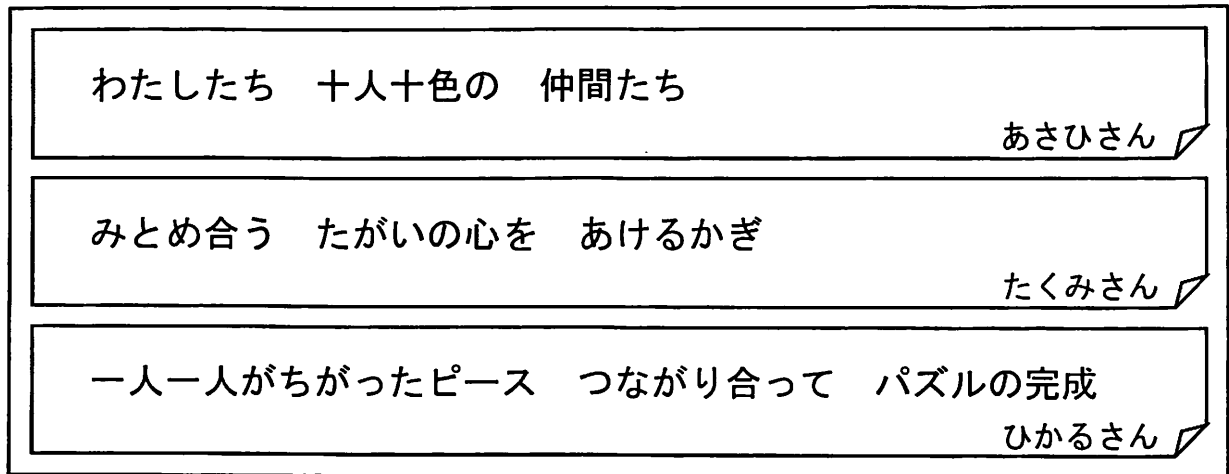 わたしたち　十人十色の　仲間たち
あさひさん
みとめ合う　たがいの心を　あけるかぎ
たくみさん
一人一人がちがったピース　つながり合って　パズルの完成
ひかるさん